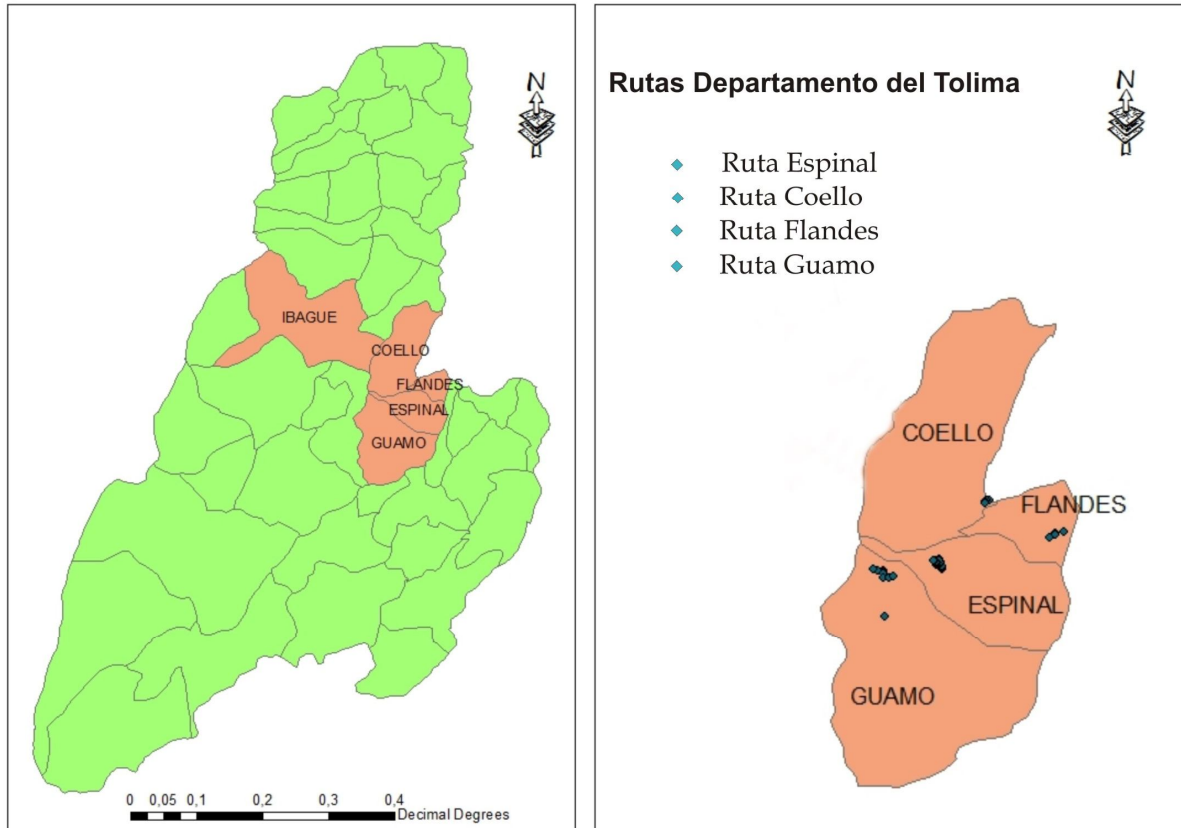 N
IBAGUE
COELLO
FLANDES
ESPINAL
GUAMO
0 0,05 0,1 0,2 0,3 0,4
Decimal Degrees
N
Rutas Departamento del Tolima
Ruta Espinal
Ruta Coello
Ruta Flandes
Ruta Guamo
COELLO
FLANDES
ESPINAL
GUAMO